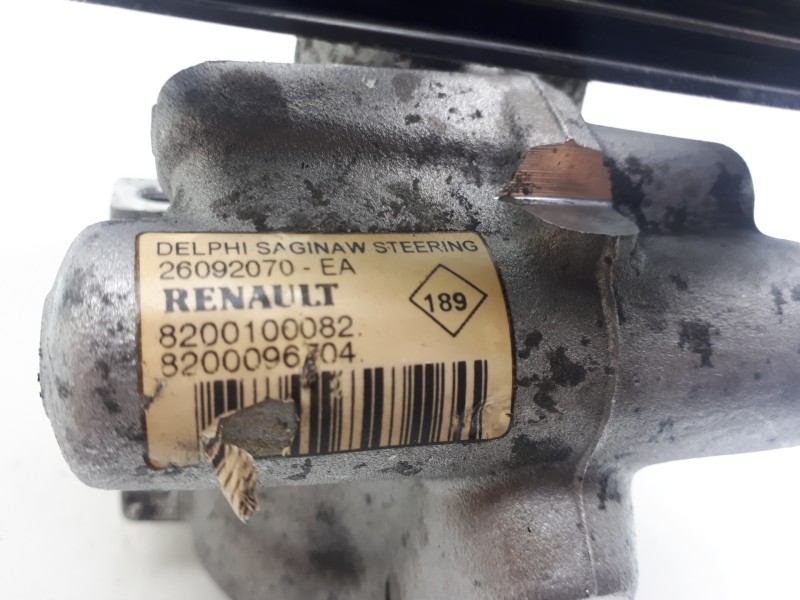 DELPHI SAGINAW STEERING
26092070 - EA
RENAULT
189
8200100082.
8200096704.